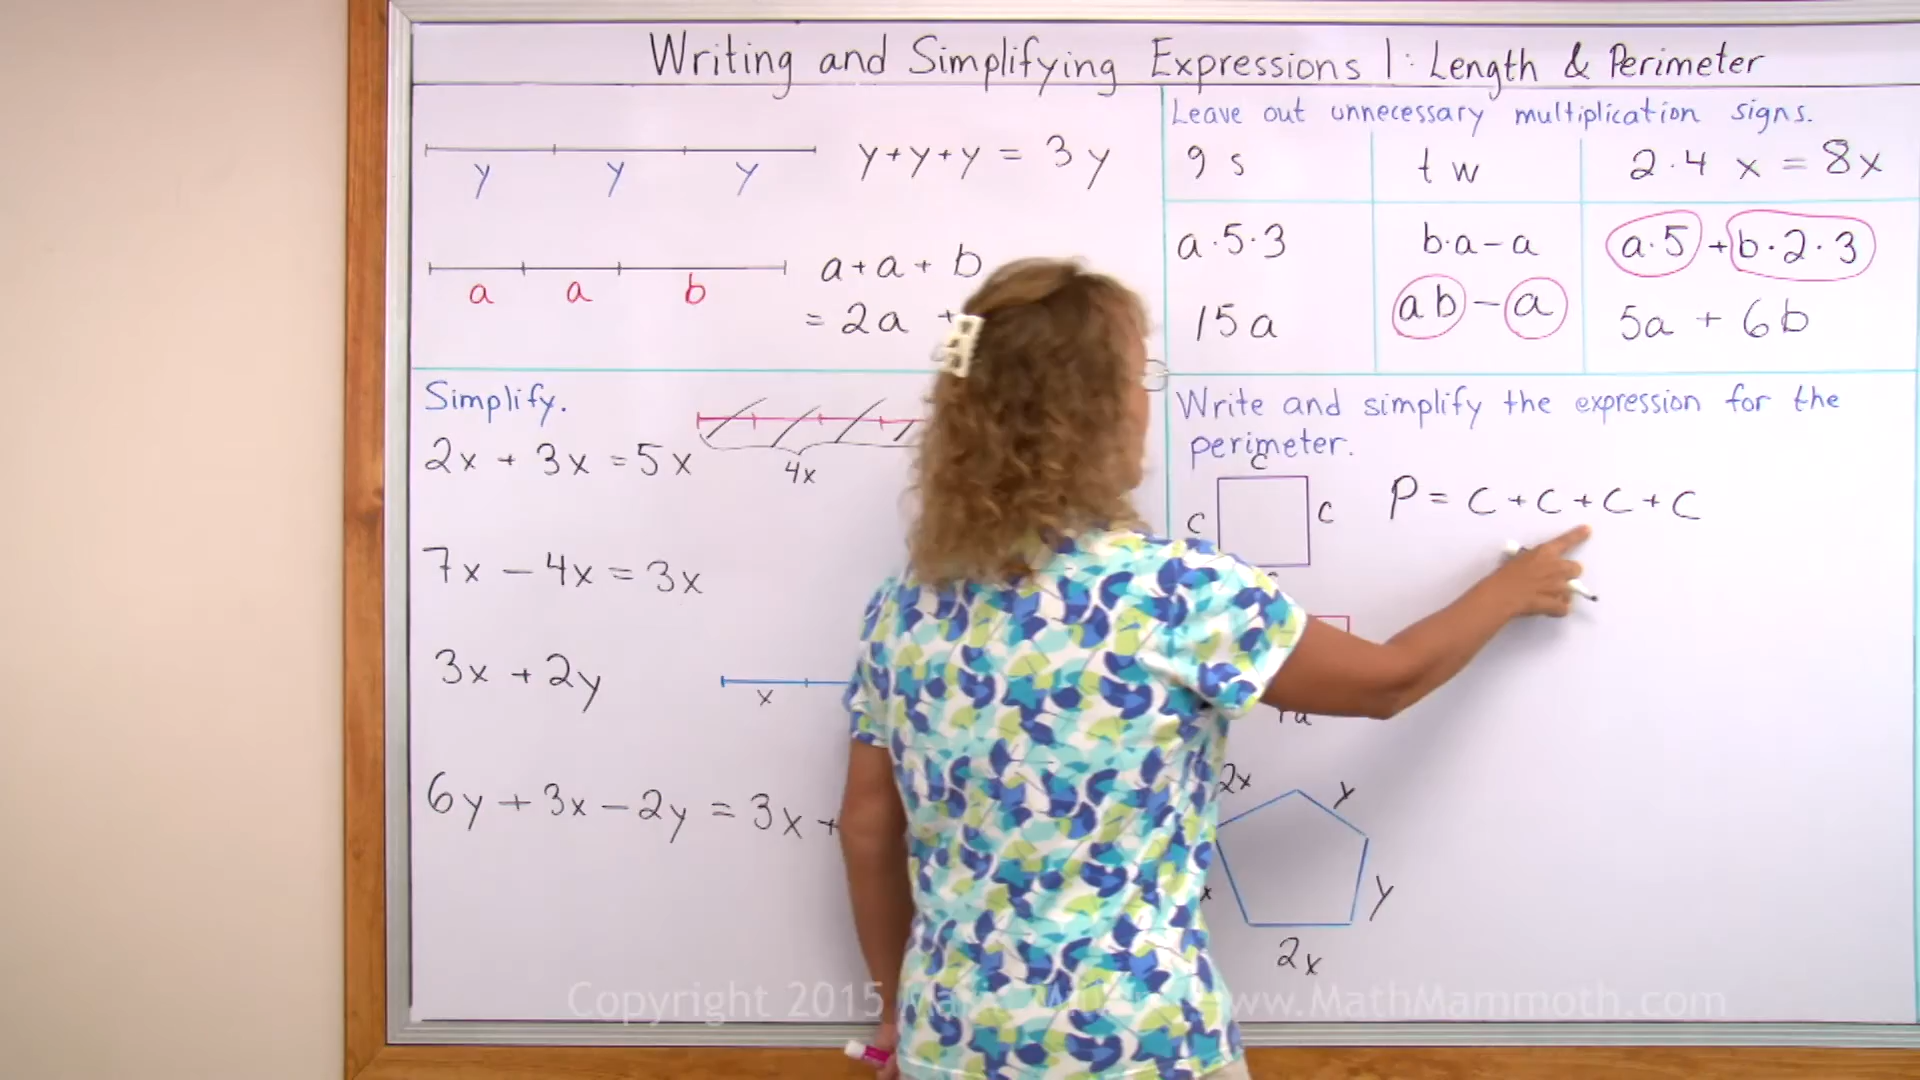 Writing and Simplifying Expressions 1: Length & Perimeter
y y y
y+y+y = 3y
a a b
a+a+ b
= 2a +
Leave out unnecessary multiplication signs.
9 s
t w
2·4 x = 8x
a·5·3
b·a-a
a·5 + b·2·3
15a
ab - a
5a + 6b
Simplify.
2x + 3x = 5x
4x
7x - 4x = 3x
3x + 2y
x
6y + 3x - 2y = 3x +
Write and simplify the expression for the
perimeter.
c
c c
P = c + c + c + c
2x y
y
2x
Copyright 2015
www.MathMammoth.com